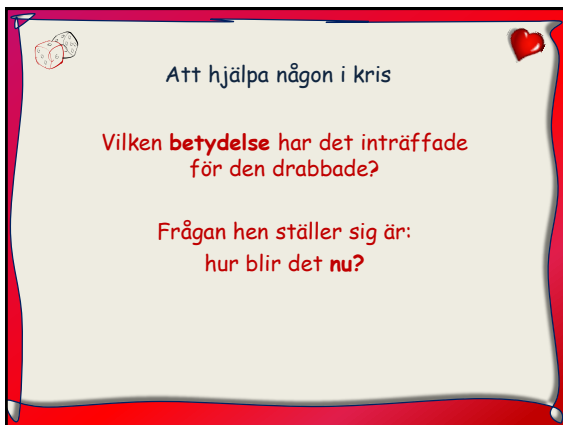 Att hjälpa någon i kris
Vilken betydelse har det inträffade
för den drabbade?
Frågan hen ställer sig är:
hur blir det nu?